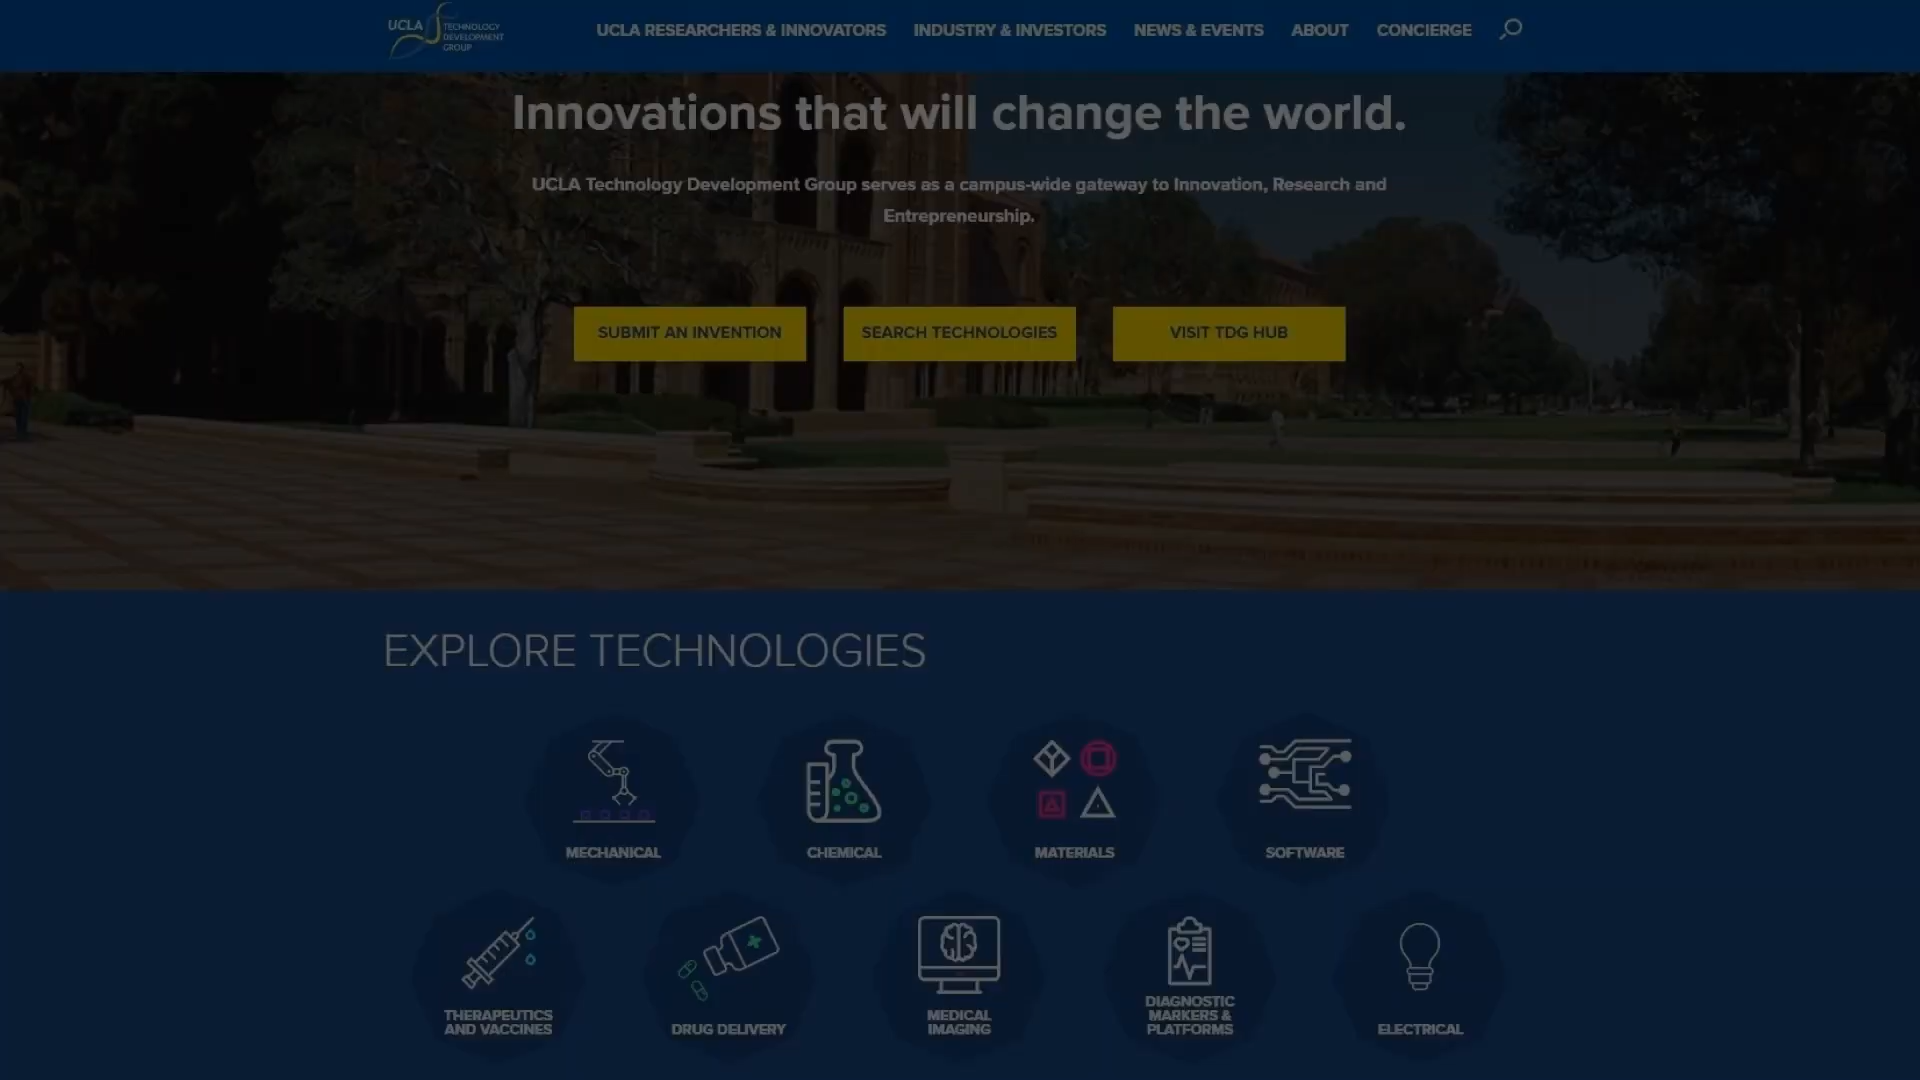 UCLA
TECHNOLOGY
DEVELOPMENT
GROUP
UCLA RESEARCHERS & INNOVATORS
INDUSTRY & INVESTORS
NEWS & EVENTS
ABOUT
CONCIERGE
Innovations that will change the world.
UCLA Technology Development Group serves as a campus-wide gateway to Innovation, Research and
Entrepreneurship.
SUBMIT AN INVENTION
SEARCH TECHNOLOGIES
VISIT TDG HUB
EXPLORE TECHNOLOGIES
MECHANICAL
CHEMICAL
MATERIALS
SOFTWARE
THERAPEUTICS
AND VACCINES
DRUG DELIVERY
MEDICAL
IMAGING
DIAGNOSTIC
MARKERS &
PLATFORMS
ELECTRICAL